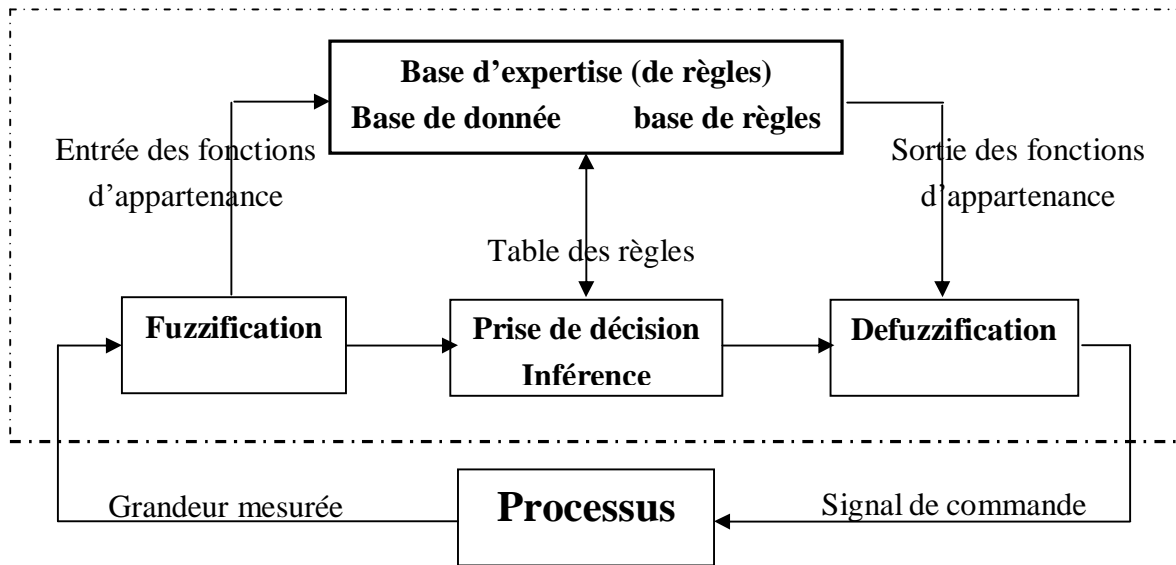 Base d’expertise (de règles)
Base de donnée base de règles
Entrée des fonctions
d’appartenance
Sortie des fonctions
d’appartenance
Table des règles
Fuzzification
Prise de décision
Inférence
Defuzzification
Grandeur mesurée
Processus
Signal de commande